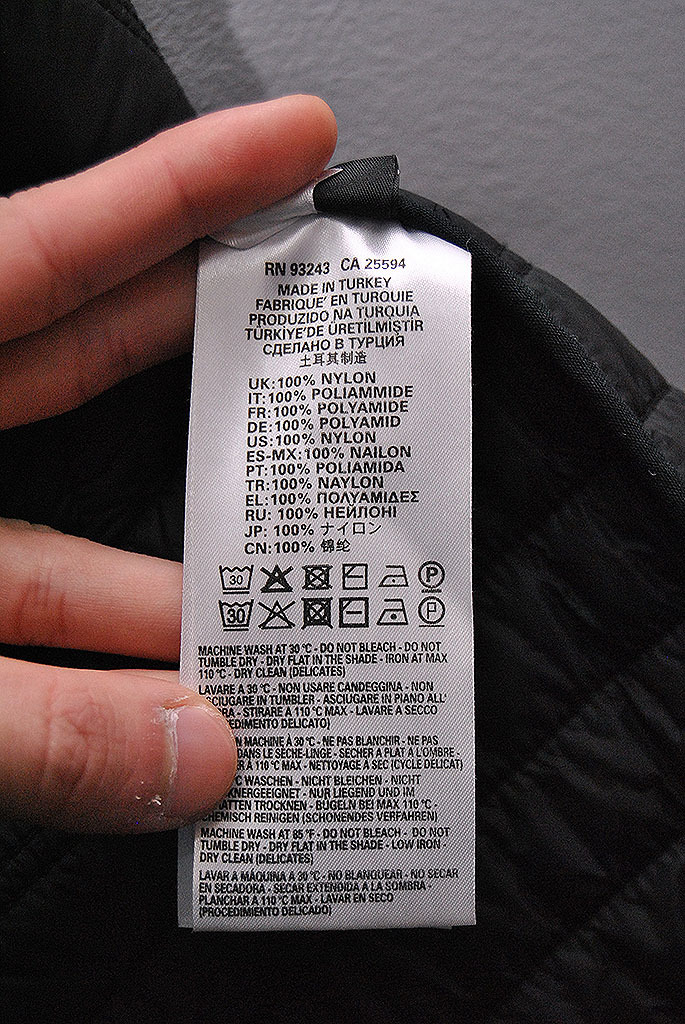 RN 93243 CA 25594
MADE IN TURKEY
FABRIQUE' EN TURQUIE
PRODUZIDO NA TURQUIA
TÜRKİYE'DE ÜRETILMIŞTIR
СДЕЛАНО В ТУРЦИЯ
土耳其制造
UK:100% NYLON
IT:100% POLIAMMIDE
FR:100% POLYAMIDE
DE:100% POLYAMID
US:100% NYLON
ES-MX:100% NAILON
PT:100% POLIAMIDA
TR:100% NAYLON
EL:100% ΠΟΛΥΑΜΙΔΕΣ
RU: 100% НЕЙЛОНІ
JP: 100% ナイロン
CN:100% 锦纶
30 P
30 P
MACHINE WASH AT 30 °C - DO NOT BLEACH - DO NOT
TUMBLE DRY - DRY FLAT IN THE SHADE - IRON AT MAX
110 °C - DRY CLEAN (DELICATES)
LAVARE A 30 °C - NON USARE CANDEGGINA - NON
ASCIUGARE IN TUMBLER - ASCIUGARE IN PIANO ALL'
STIRARE A 110 °C MAX - LAVARE A SECCO
DELICATO)
MACHINE À 30 °C - NE PAS BLANCHIR - NE PAS
DANS LE SÈCHE-LINGE - SECHER A PLAT A L'OMBRE -
À 110 °C MAX - NETTOYAGE À SEC (CYCLE DELICAT)
WASCHEN - NICHT BLEICHEN - NICHT
NUR LIEGEND UND IM
TROCKNEN - BÜGELN BEI MAX 110 °C -
REINIGEN (SCHONENDES VERFAHREN)
MACHINE WASH AT 85 °F - DO NOT BLEACH - DO NOT
TUMBLE DRY - DRY FLAT IN THE SHADE - LOW IRON -
DRY CLEAN (DELICATES)
LAVAR A MÁQUINA A 30 °C - NO BLANQUEAR - NO SECAR
EN SECADORA - SECAR EXTENDIDA A LA SOMBRA -
PLANCHAR A 110 °C MAX - LAVAR EN SECO
(PROCEDIMIENTO DELICADO)